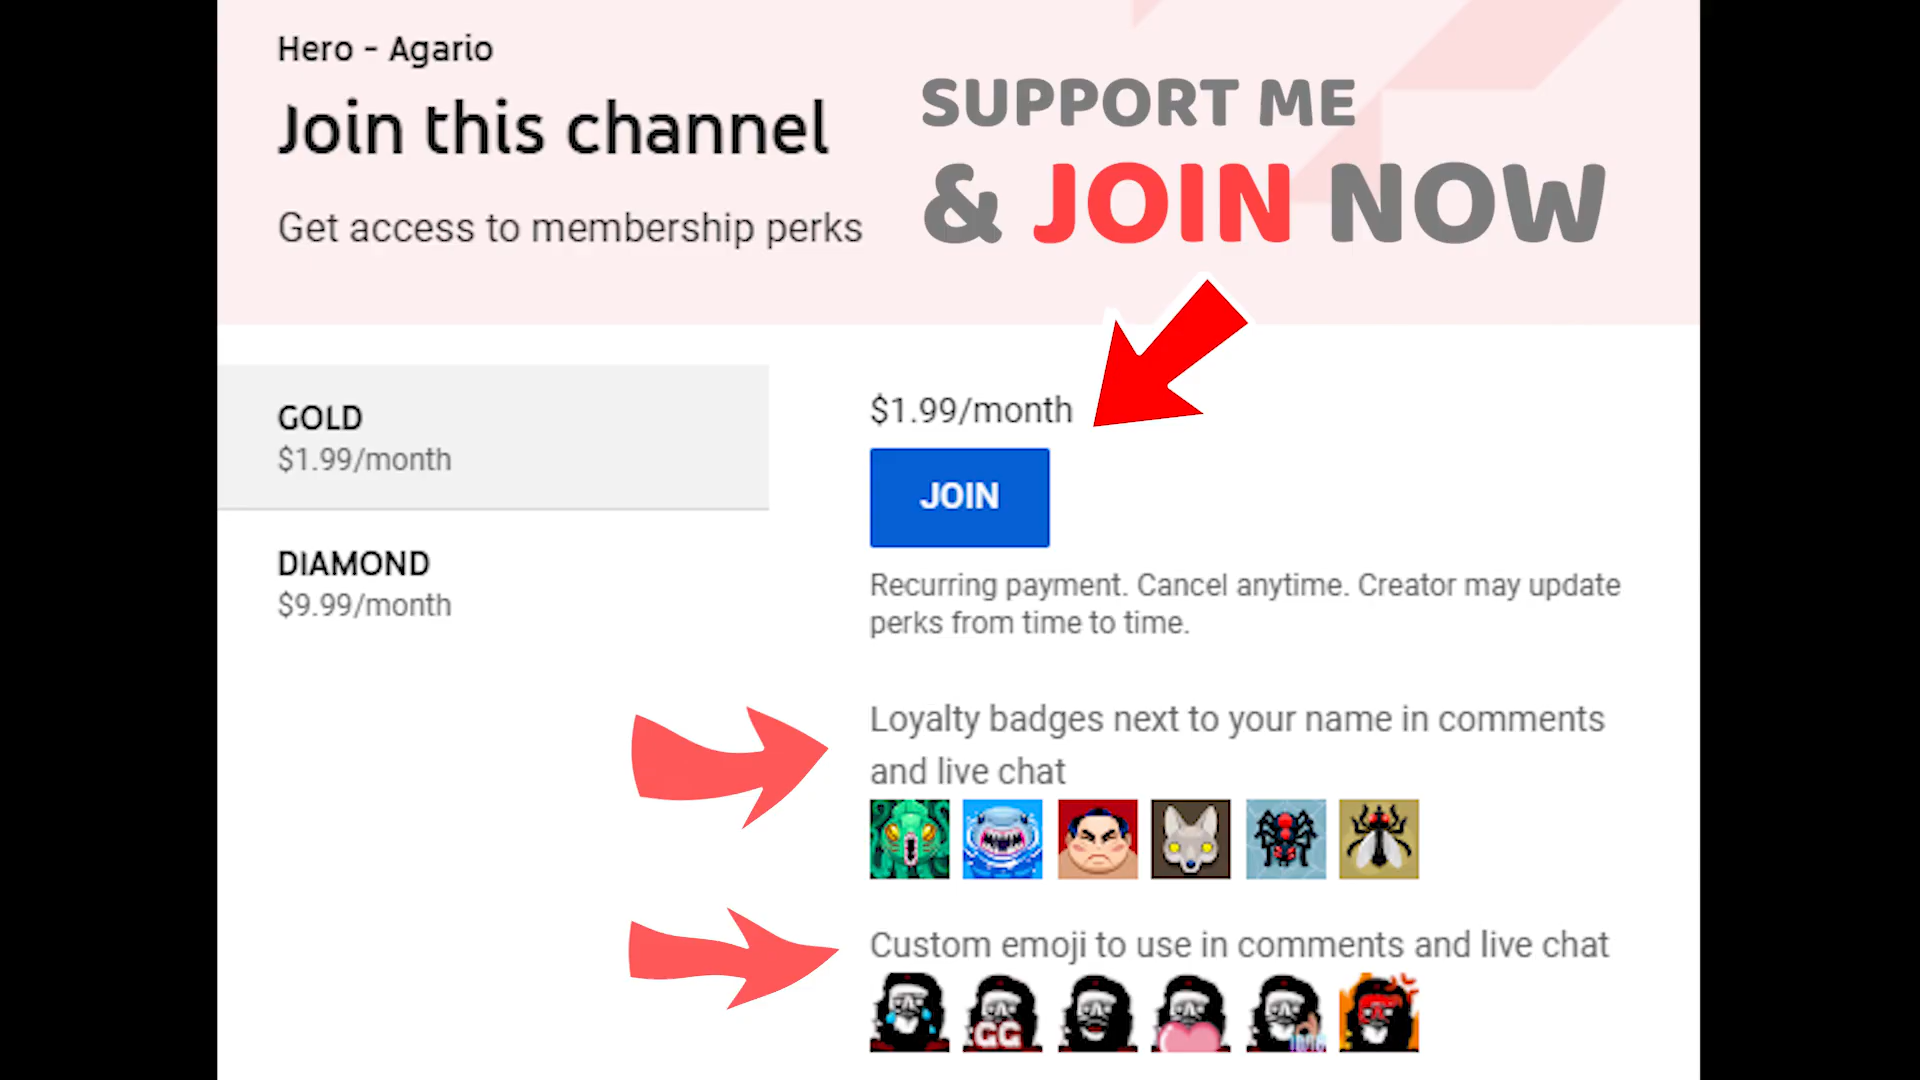 Hero - Agario
Join this channel
Get access to membership perks
SUPPORT ME
& JOIN NOW
GOLD
$1.99/month
DIAMOND
$9.99/month
$1.99/month
JOIN
Recurring payment. Cancel anytime. Creator may update
perks from time to time.
Loyalty badges next to your name in comments
and live chat
Custom emoji to use in comments and live chat
GG